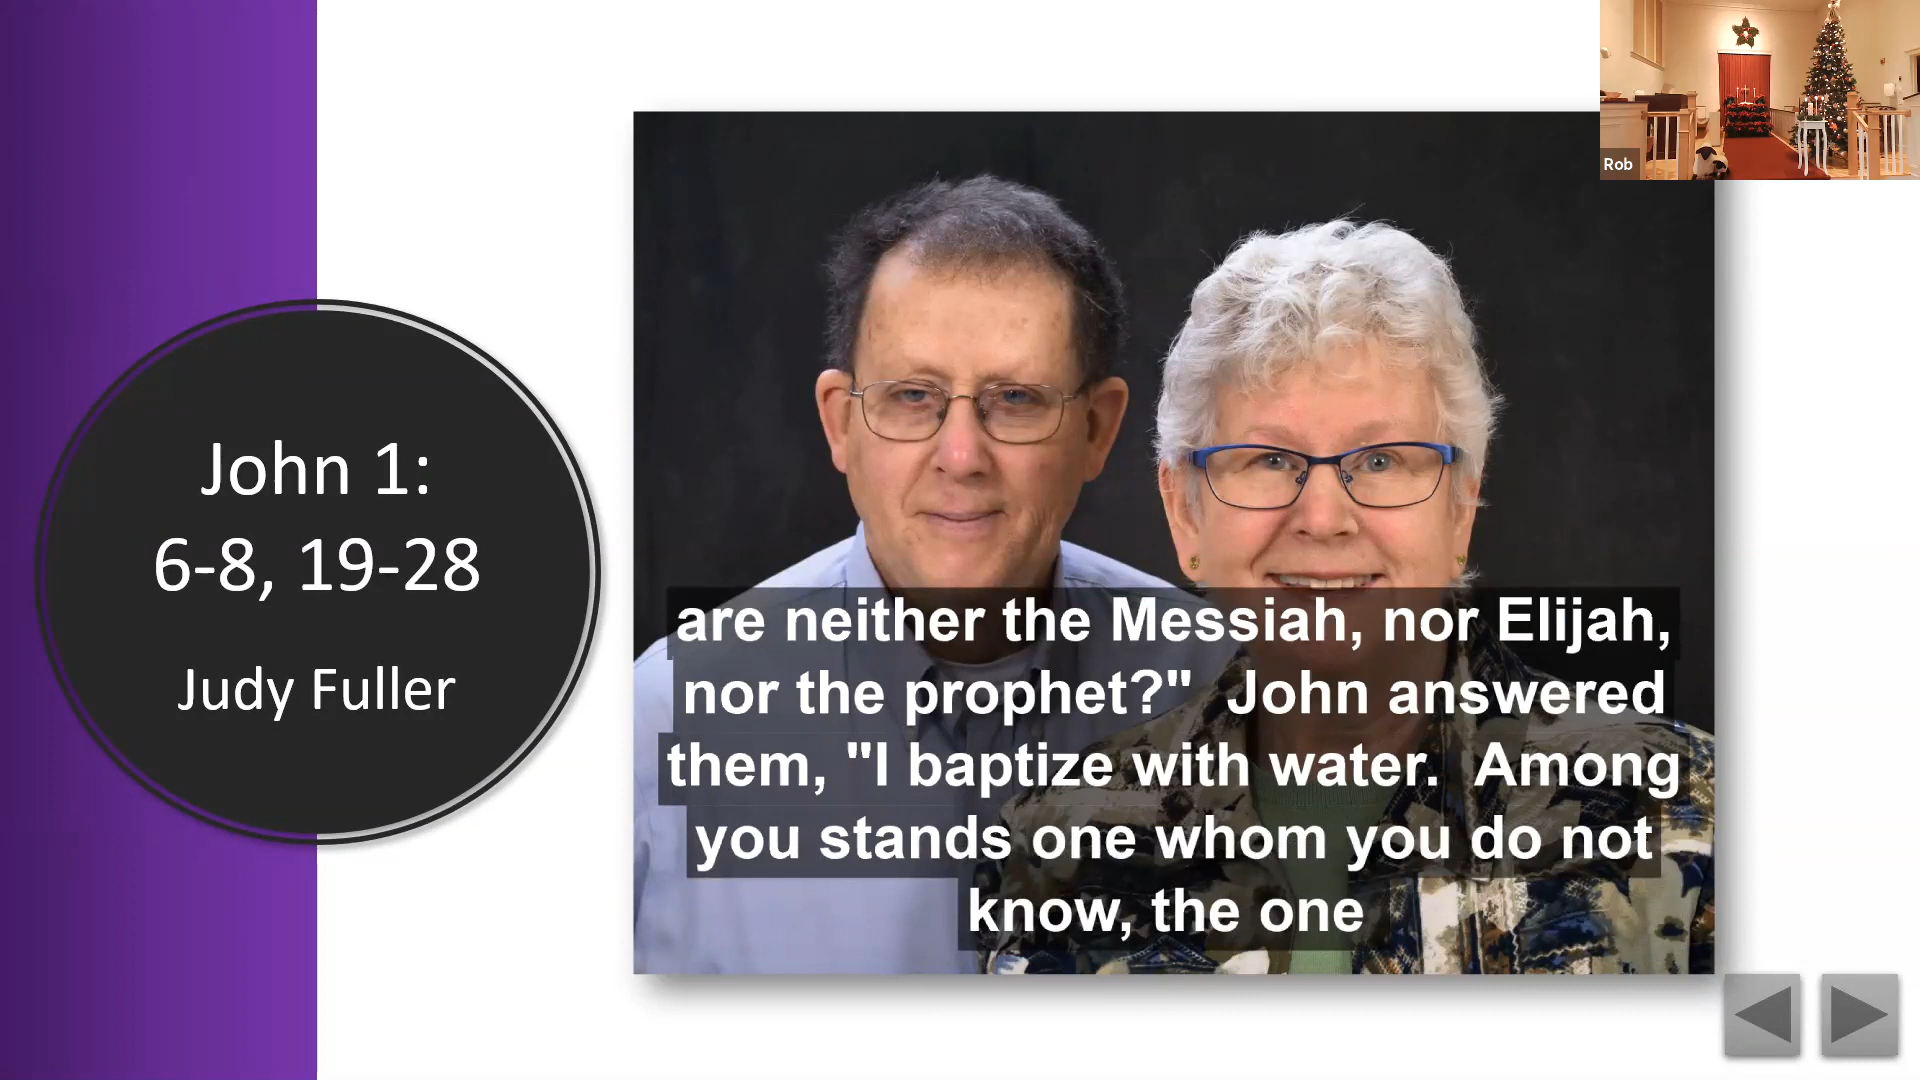 John 1:
6-8, 19-28
Judy Fuller
are neither the Messiah, nor Elijah,
nor the prophet?"  John answered
them, "I baptize with water.  Among
you stands one whom you do not
know, the one
Rob